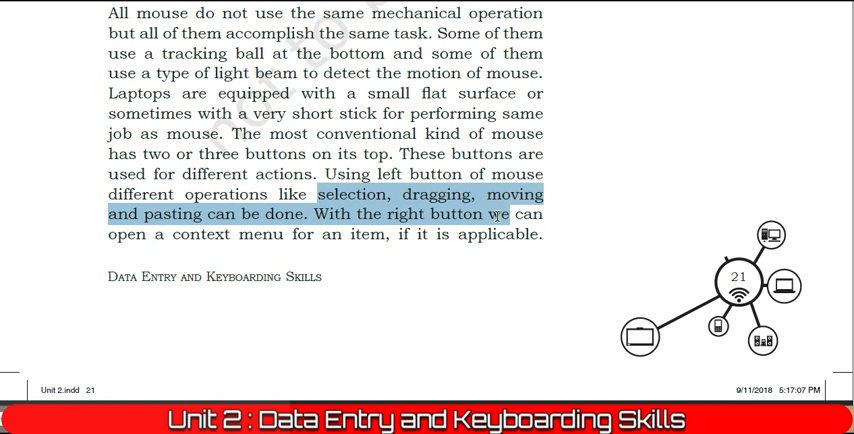 All mouse do not use the same mechanical operation
but all of them accomplish the same task. Some of them
use a tracking ball at the bottom and some of them
use a type of light beam to detect the motion of mouse.
Laptops are equipped with a small flat surface or
sometimes with a very short stick for performing same
job as mouse. The most conventional kind of mouse
has two or three buttons on its top. These buttons are
used for different actions. Using left button of mouse
different operations like selection, dragging, moving
and pasting can be done. With the right button we can
open a context menu for an item, if it is applicable.
DATA ENTRY AND KEYBOARDING SKILLS
21
Unit 2.indd 21
9/11/2018 5:17:07 PM
Unit 2 : Data Entry and Keyboarding Skills
not to b